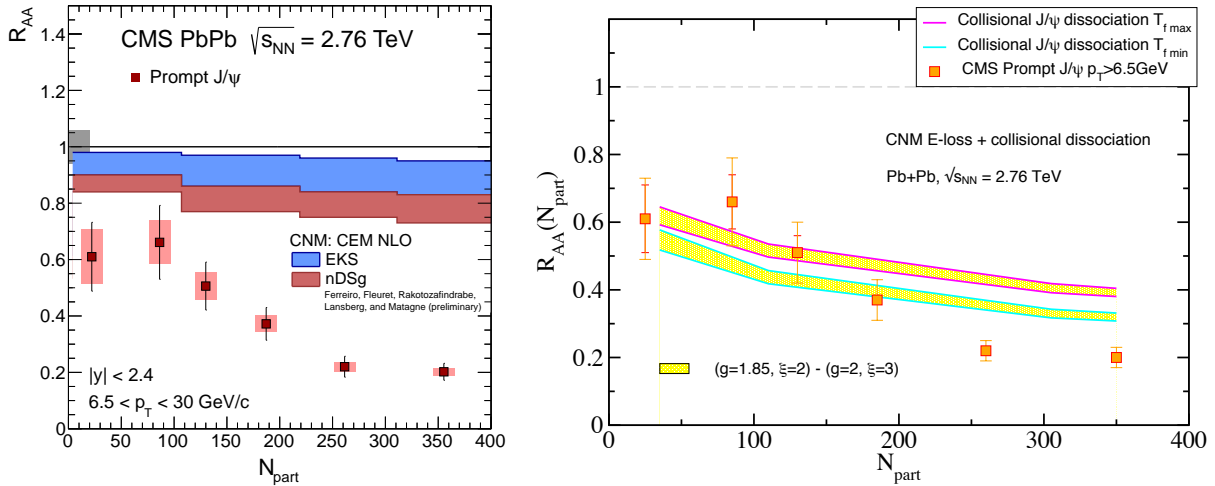 R_AA
1.4
1.2
1
0.8
0.6
0.4
0.2
0
50
100
150
200
250
300
350
400
N_part
CMS PbPb √s_NN = 2.76 TeV
Prompt J/ψ
CNM: CEM NLO
EKS
nDSg
Ferreiro, Fleuret, Rakotozafindrabe,
Lansberg, and Matagne (preliminary)
|y| < 2.4
6.5 < p_T < 30 GeV/c
Collisional J/ψ dissociation T_f max
Collisional J/ψ dissociation T_f min
CMS Prompt J/ψ p_T>6.5GeV
R_AA(N_part)
1
0.8
0.6
0.4
0.2
0
0
100
200
300
400
N_part
CNM E-loss + collisional dissociation
Pb+Pb, √s_NN = 2.76 TeV
(g=1.85, ξ=2) - (g=2, ξ=3)